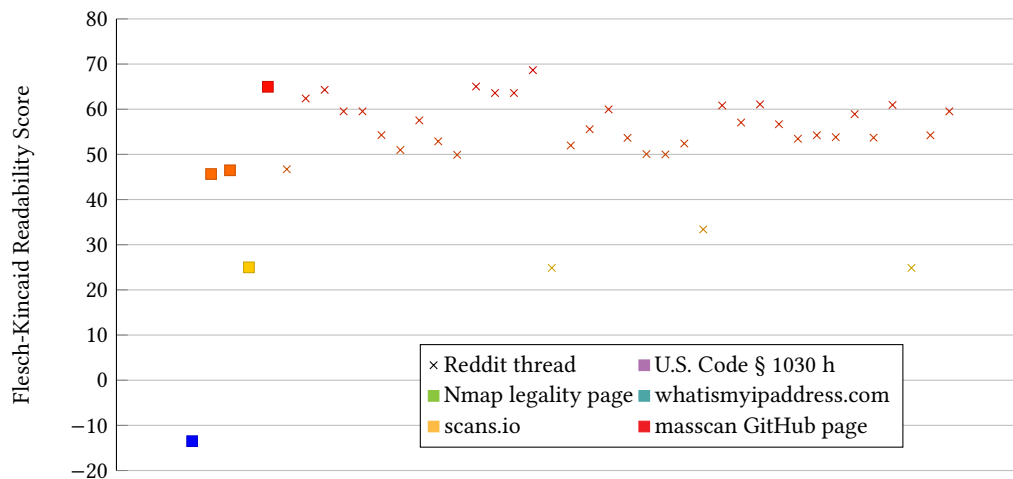 80
70
60
50
40
30
20
10
0
−10
−20
Flesch-Kincaid Readability Score
Reddit thread
U.S. Code § 1030 h
Nmap legality page
whatismyipaddress.com
scans.io
masscan GitHub page